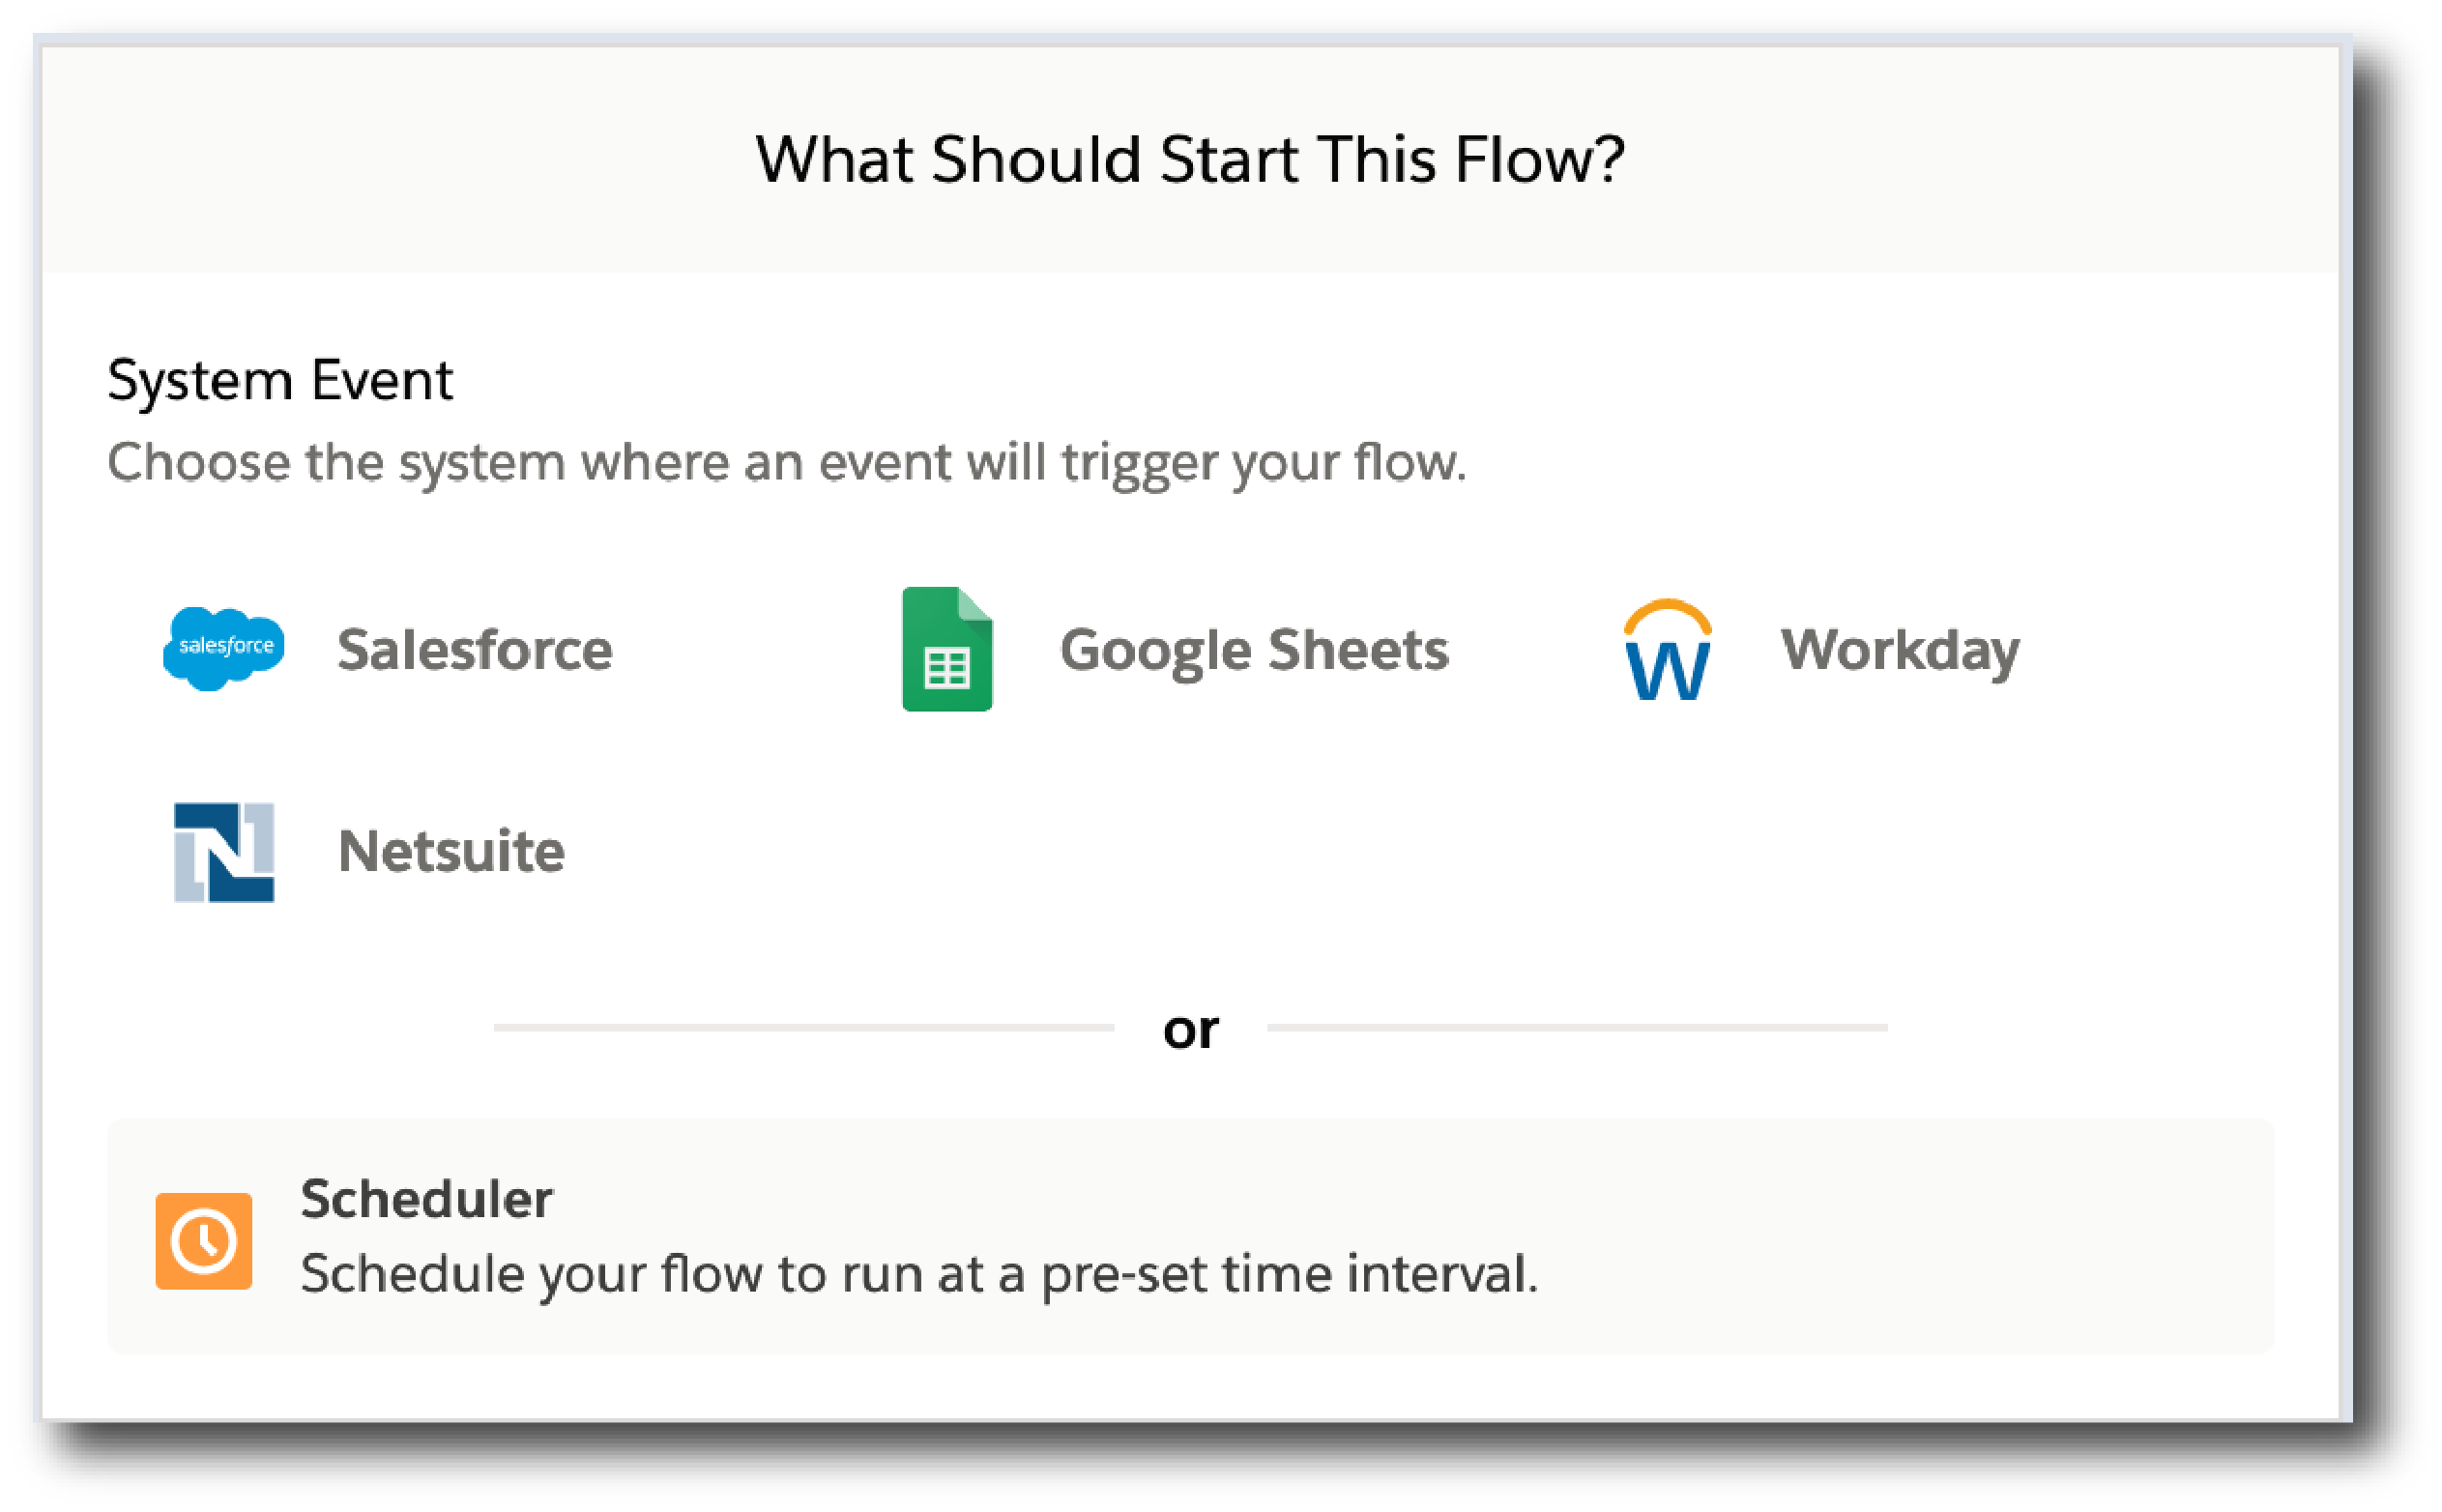 What Should Start This Flow?
System Event
Choose the system where an event will trigger your flow.
salesforce Salesforce Google Sheets W Workday
N Netsuite
or
Scheduler
Schedule your flow to run at a pre-set time interval.